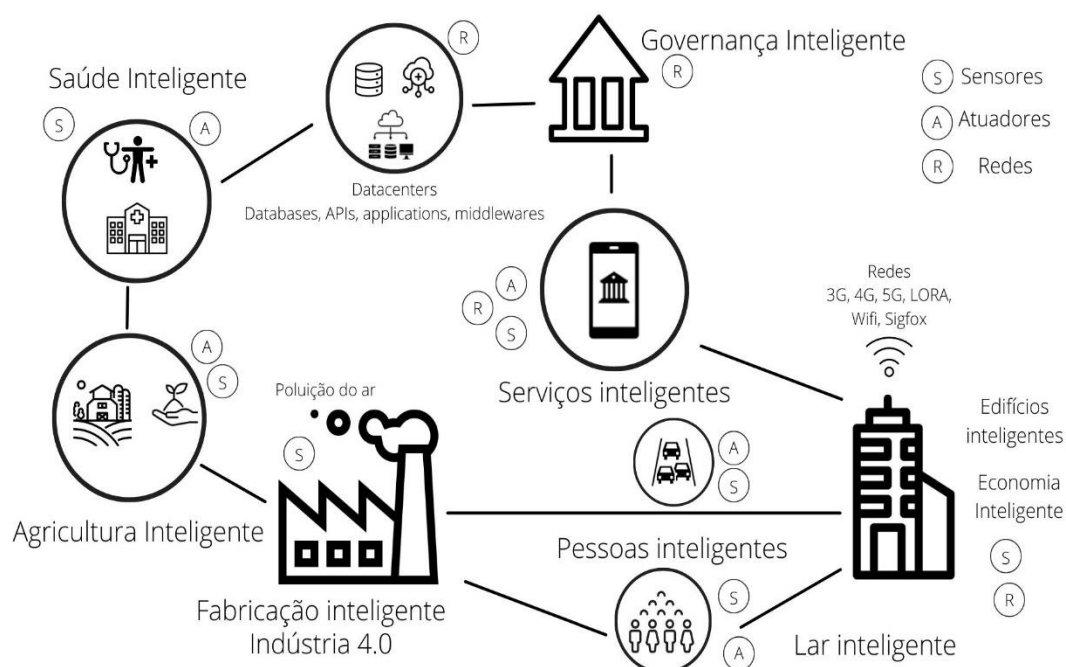 Saúde Inteligente
S
A
R
Datacenters
Databases, APIs, applications, middlewares
Governança Inteligente
R
S Sensores
A Atuadores
R Redes
A
R
S
Serviços inteligentes
Redes
3G, 4G, 5G, LORA,
Wifi, Sigfox
A
S
Agricultura Inteligente
Poluição do ar
S
Fabricação inteligente
Indústria 4.0
A
S
Pessoas inteligentes
S
A
Edifícios
inteligentes
Economia
Inteligente
S
R
Lar inteligente